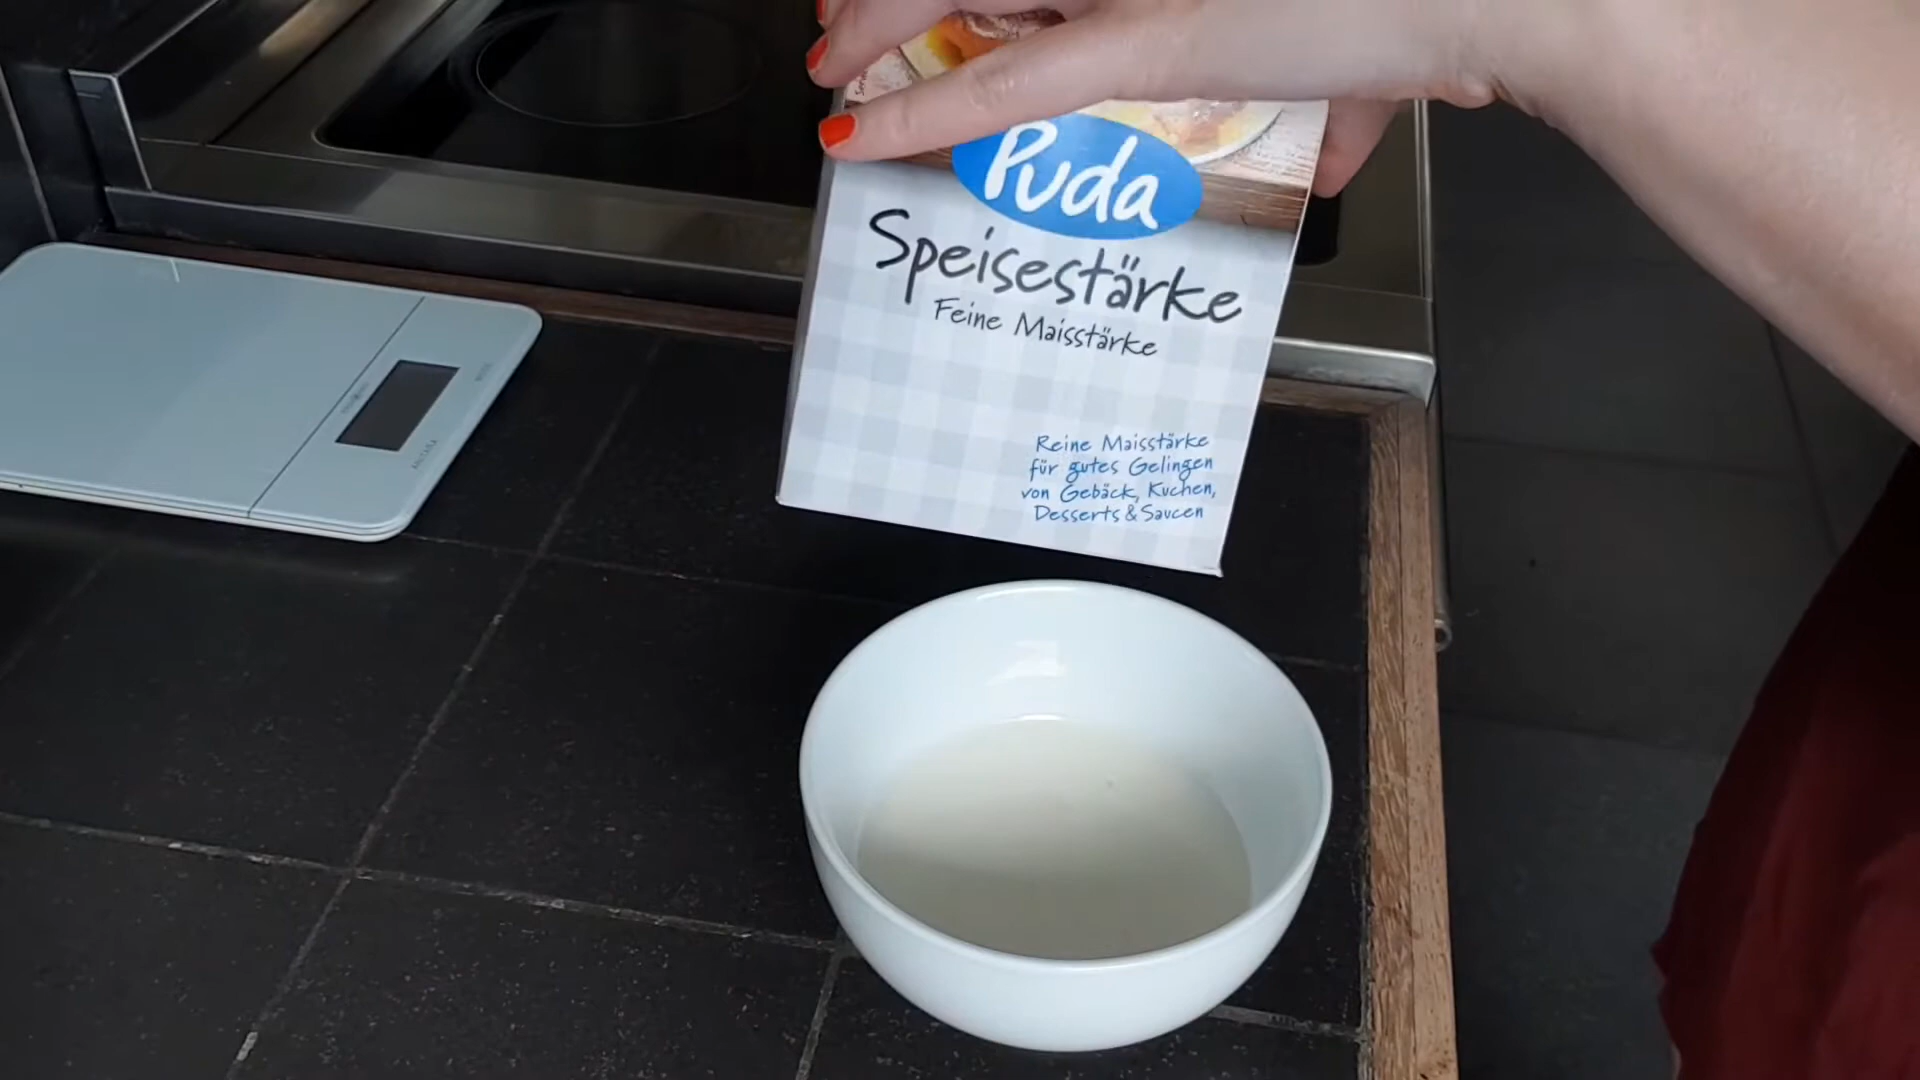 Puda
Speisestärke
Feine Maisstärke
Reine Maisstärke
für gutes Gelingen
von Gebäck, Kuchen,
Desserts & Saucen